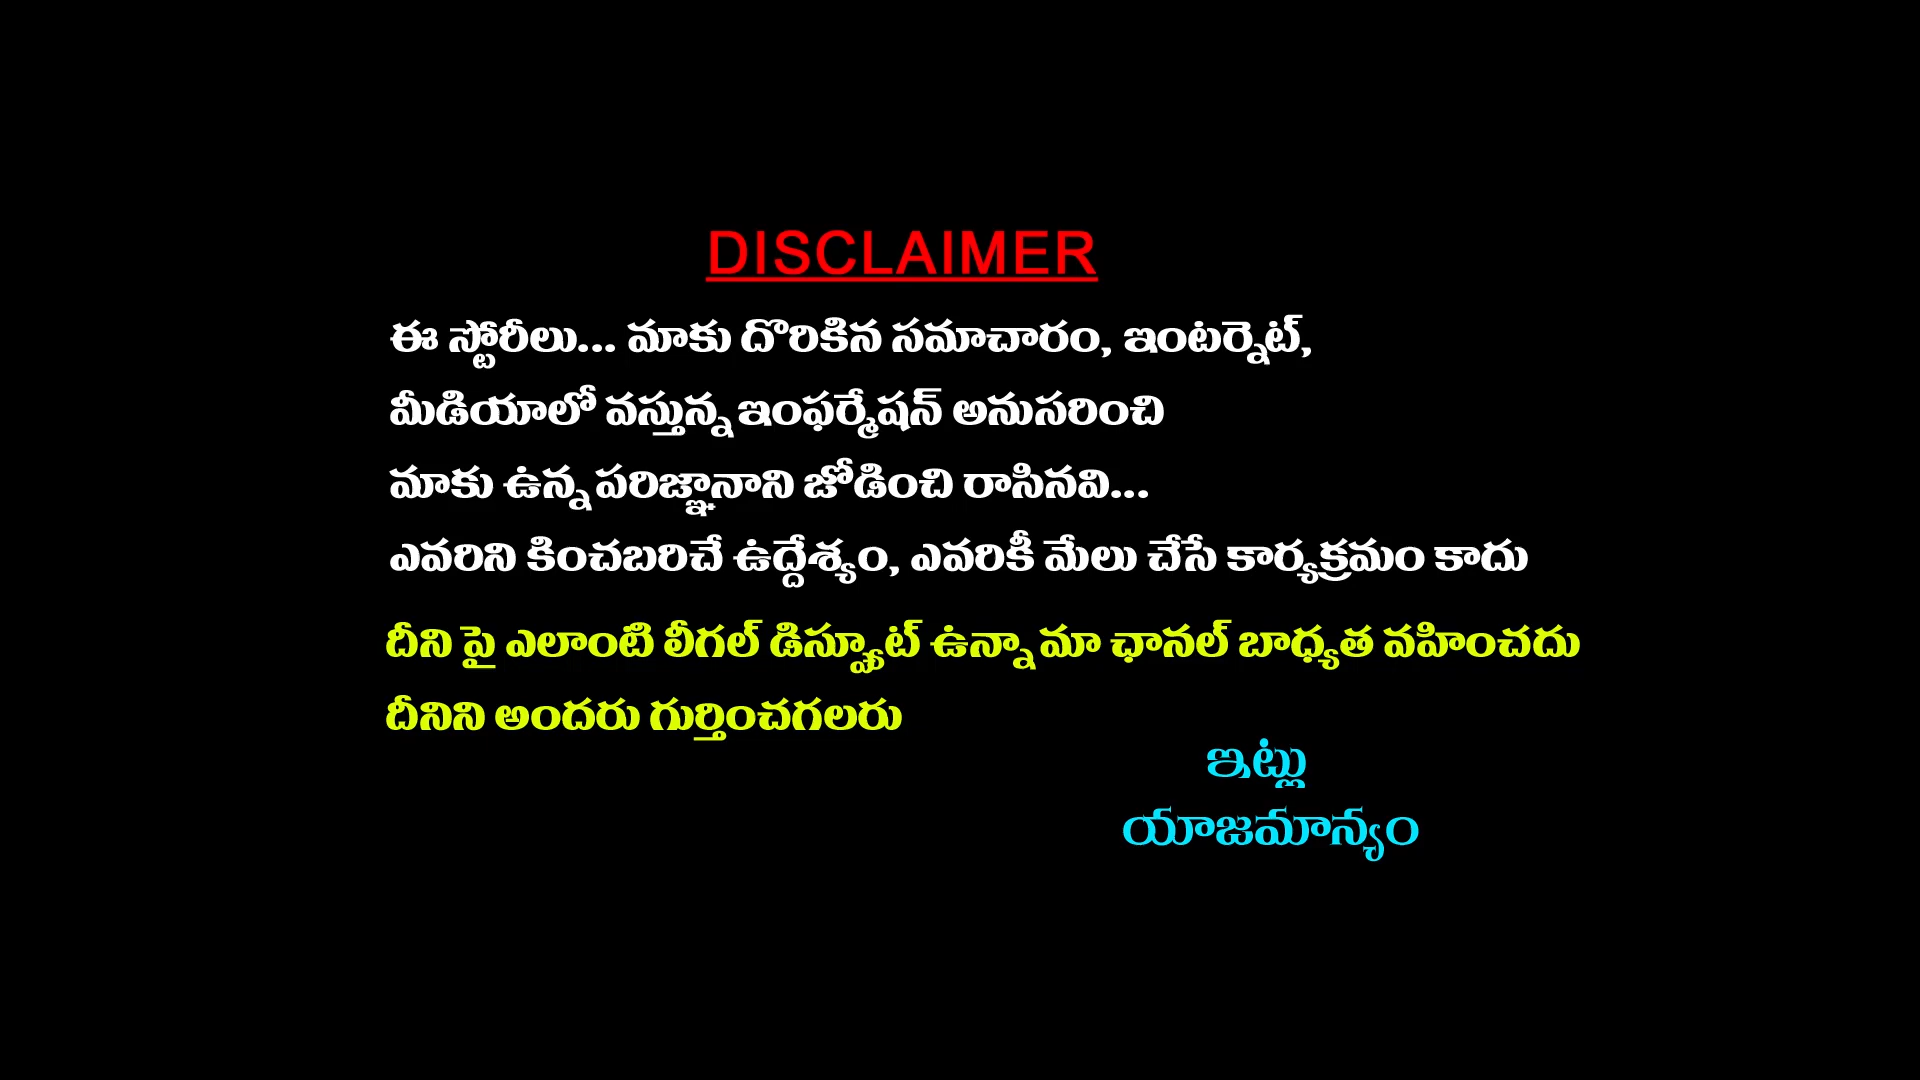 DISCLAIMER
ఈ స్టోరీలు... మాకు దొరికిన సమాచారం, ఇంటర్నెట్,
మీడియాలో వస్తున్న ఇంఫర్మేషన్ అనుసరించి
మాకు ఉన్న పరిజ్ఞానాని జోడించి రాసినవి...
ఎవరిని కించబరిచే ఉద్దేశ్యం, ఎవరికీ మేలు చేసే కార్యక్రమం కాదు
దీని పై ఎలాంటి లీగల్ డిస్ప్యూట్ ఉన్నా మా ఛానల్ బాధ్యత వహించదు
దీనిని అందరు గుర్తించగలరు
ఇట్లు
యాజమాన్యం